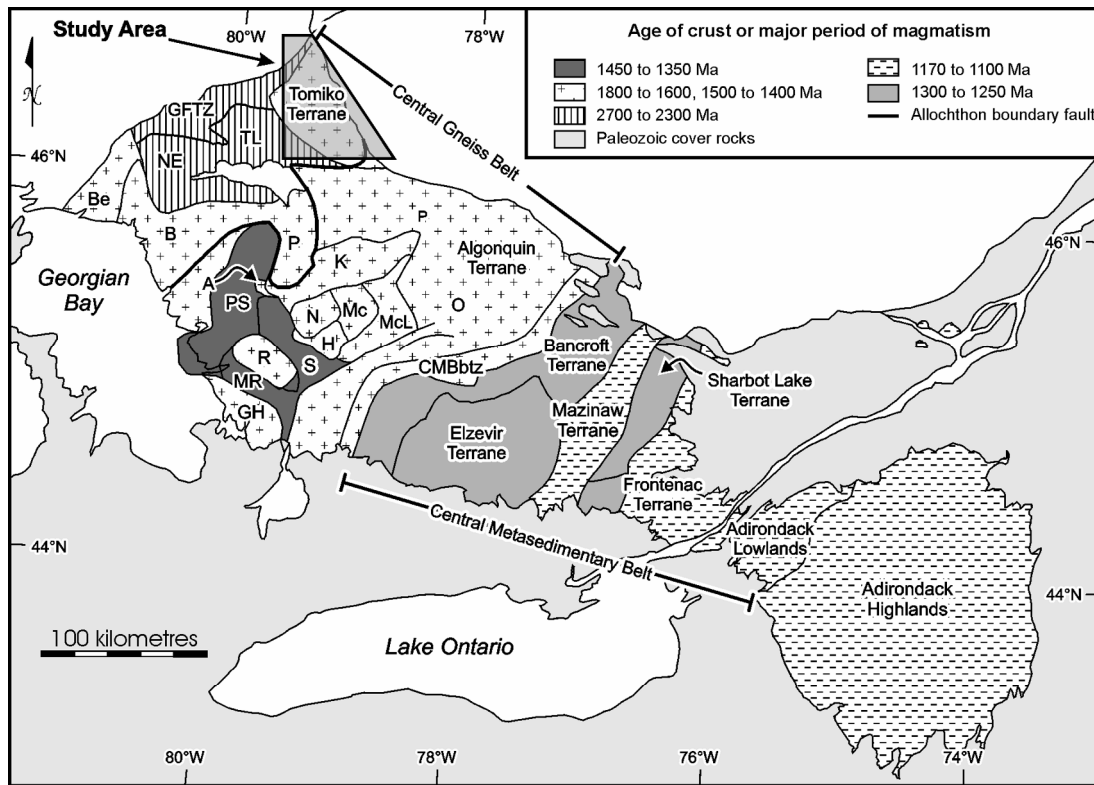 Study Area
80°W
78°W
Age of crust or major period of magmatism
1450 to 1350 Ma
1800 to 1600, 1500 to 1400 Ma
2700 to 2300 Ma
Paleozoic cover rocks
1170 to 1100 Ma
1300 to 1250 Ma
Allochthon boundary fault
N
46°N
GFTZ
TL
NE
Tomiko
Terrane
Central Gneiss Belt
Be
B
P
P
K
Algonquin
Terrane
46°N
Georgian
Bay
A
PS
N
Mc
McL
O
H
R
S
MR
GH
CMBbtz
Bancroft
Terrane
Sharbot Lake
Terrane
Mazinaw
Terrane
Elzevir
Terrane
Frontenac
Terrane
Central Metasedimentary Belt
Adirondack
Lowlands
Adirondack
Highlands
44°N
44°N
100 kilometres
Lake Ontario
80°W
78°W
76°W
74°W